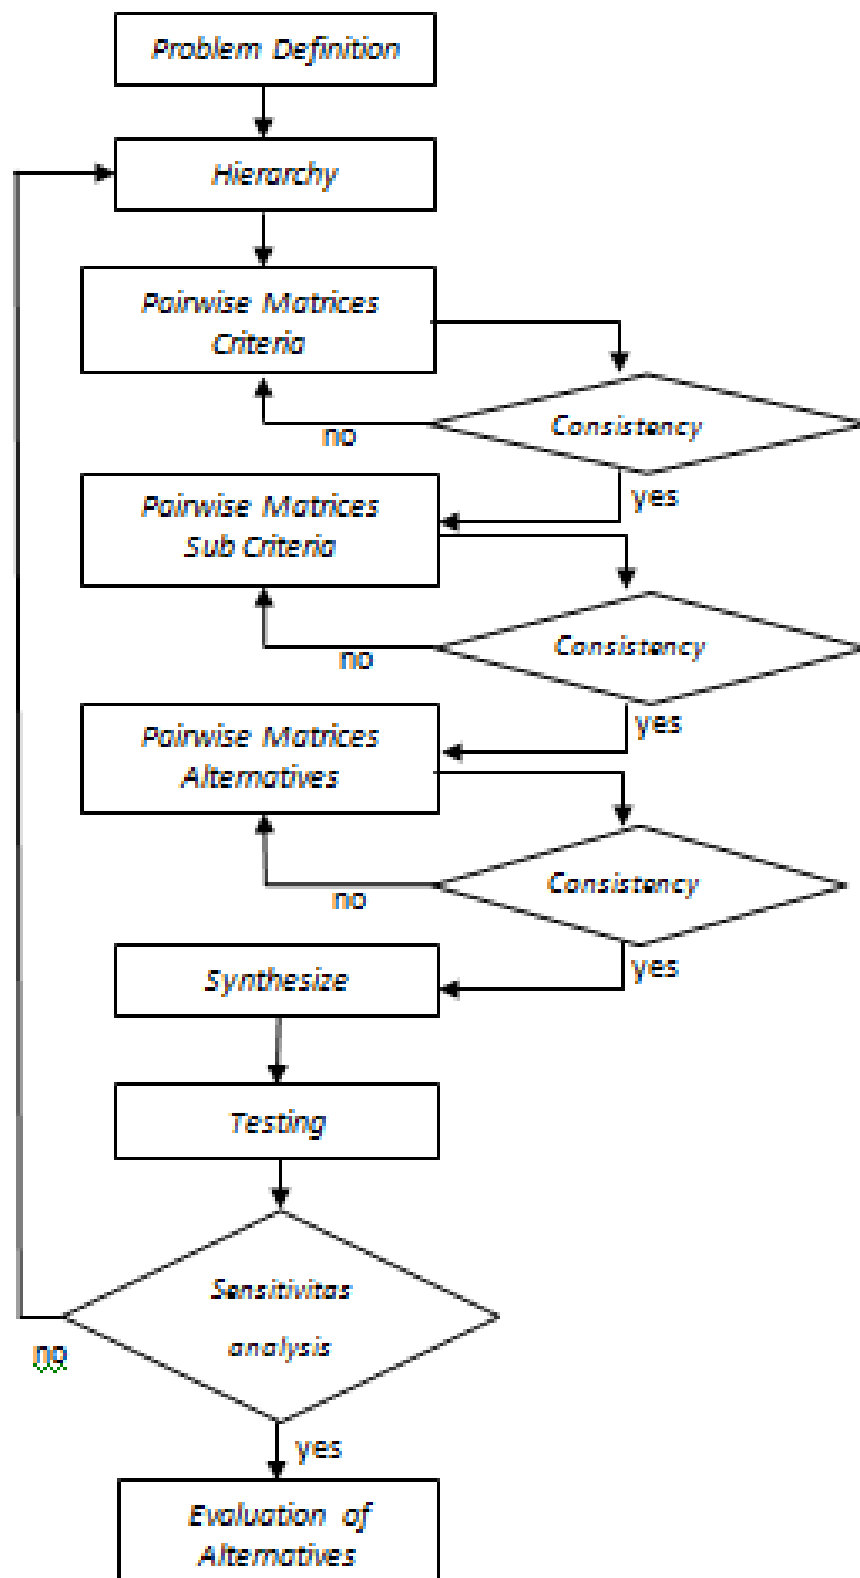 Problem Definition
Hierarchy
Pairwise Matrices
Criteria
Consistency
no
yes
Pairwise Matrices
Sub Criteria
Consistency
no
yes
Pairwise Matrices
Alternatives
Consistency
no
yes
Synthesize
Testing
Sensitivitas
analysis
no
yes
Evaluation of
Alternatives